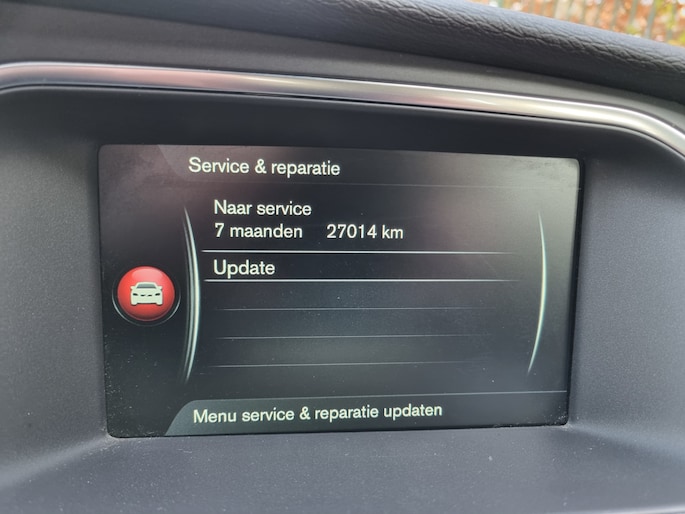 Service & reparatie
Naar service
7 maanden 27014 km
Update
Menu service & reparatie updaten